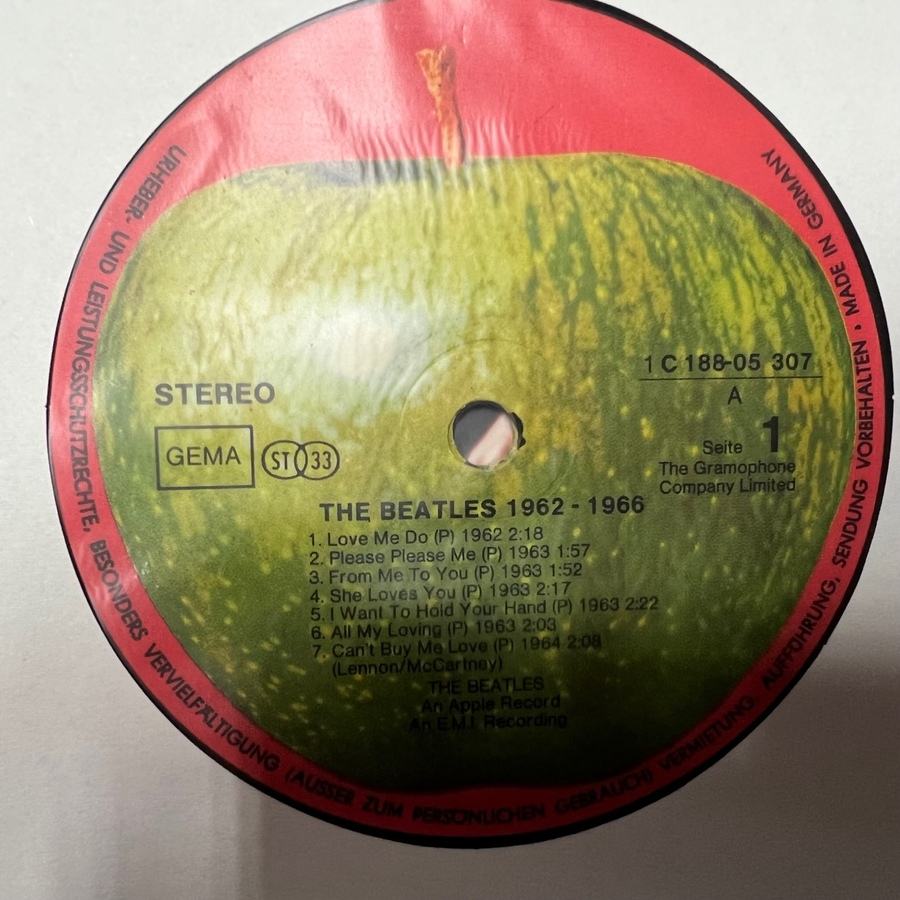 URHEBER- UND LEISTUNGSSCHUTZRECHTE, BESONDERS VERVIELFÄLTIGUNG (AUSSER ZUM PERSÖNLICHEN GEBRAUCH) VERMIETUNG AUFFÜHRUNG, SENDUNG VORBEHALTEN · MADE IN GERMANY
STEREO
GEMA ST 33
1 C 188-05 307
A
Seite 1
The Gramophone
Company Limited
THE BEATLES 1962 - 1966
1. Love Me Do (P) 1962 2:18
2. Please Please Me (P) 1963 1:57
3. From Me To You (P) 1963 1:52
4. She Loves You (P) 1963 2:17
5. I Want To Hold Your Hand (P) 1963 2:22
6. All My Loving (P) 1963 2:03
7. Can't Buy Me Love (P) 1964 2:08
(Lennon/McCartney)
THE BEATLES
An Apple Record
An E.M.I. Recording